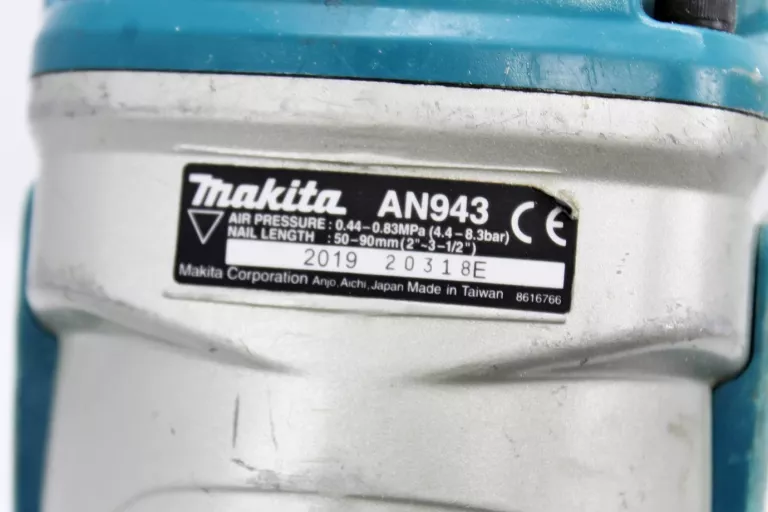 makita AN943 CE
AIR PRESSURE : 0.44-0.83MPa (4.4-8.3bar)
NAIL LENGTH : 50-90mm (2"~3-1/2")
2019 20318E
Makita Corporation Anjo, Aichi, Japan Made in Taiwan 8616766